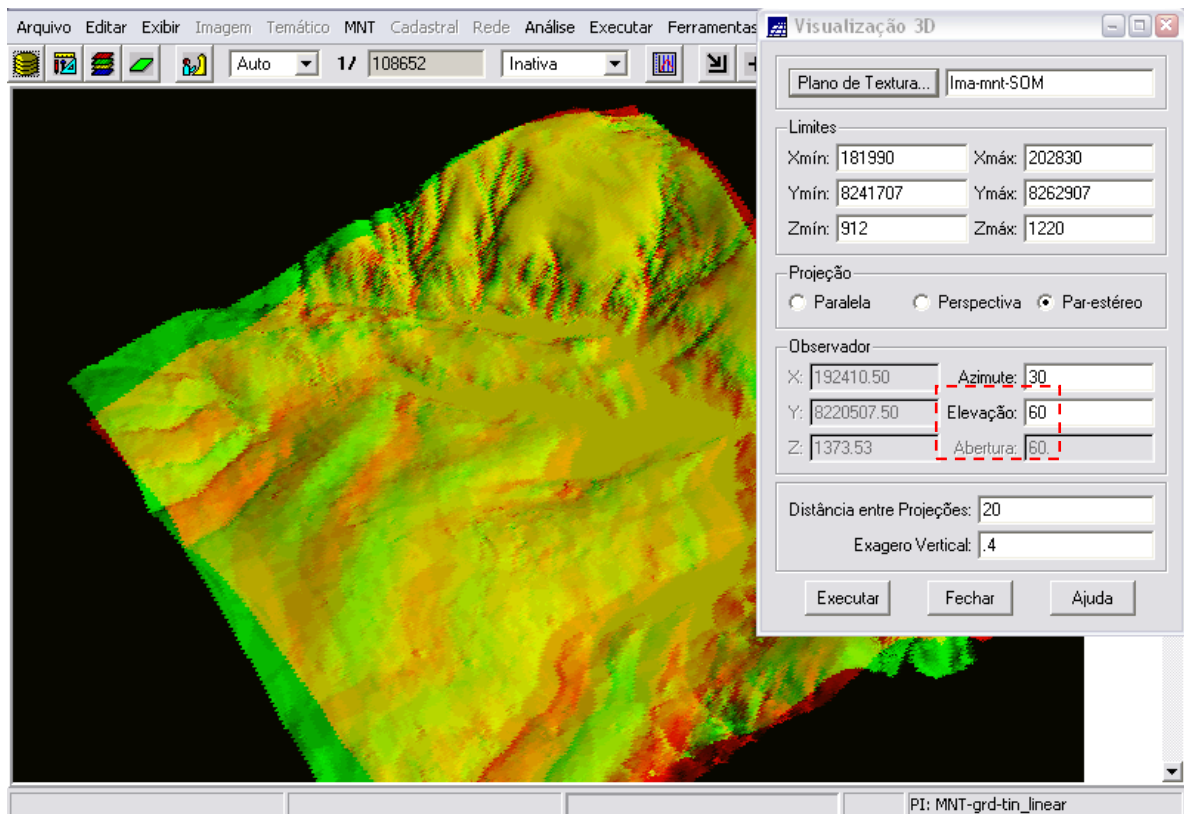 Arquivo Editar Exibir Imagem Temático MNT Cadastral Rede Análise Executar Ferramentas
Auto 1/ 108652 Inativa
Visualização 3D
Plano de Textura... Ima-mnt-SOM
Limites
Xmín: 181990 Xmáx: 202830
Ymín: 8241707 Ymáx: 8262907
Zmín: 912 Zmáx: 1220
Projeção
Paralela Perspectiva Par-estéreo
Observador
X: 192410.50 Azimute: 30
Y: 8220507.50 Elevação: 60
Z: 1373.53 Abertura: 60.
Distância entre Projeções: 20
Exagero Vertical: .4
Executar Fechar Ajuda
PI: MNT-grd-tin_linear